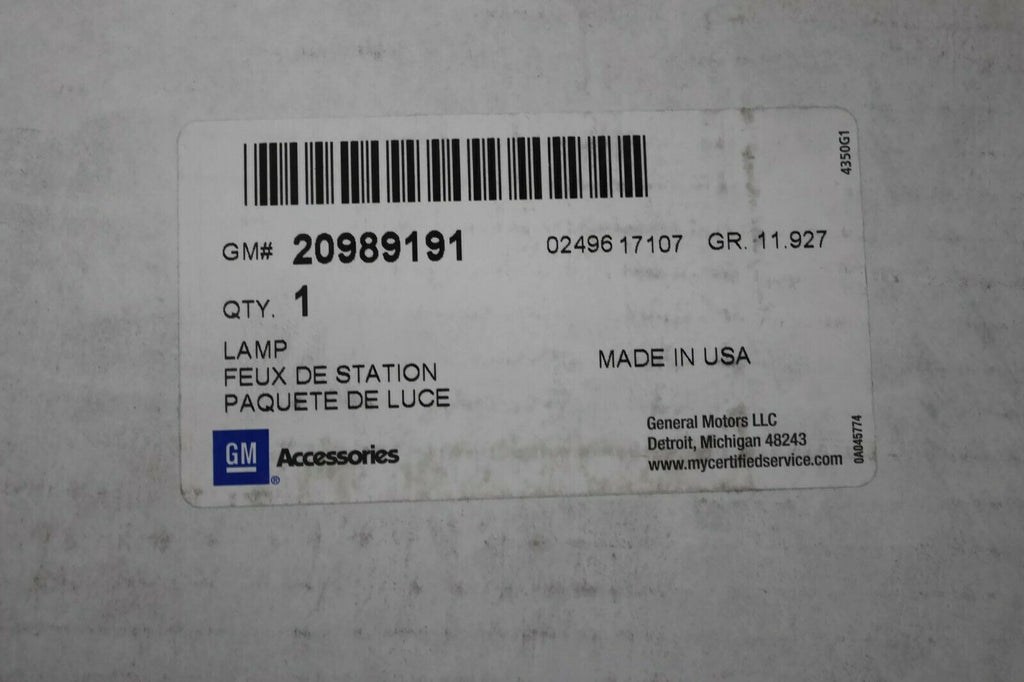 4350G1
GM# 20989191 02496 17107 GR. 11.927
QTY. 1
LAMP
FEUX DE STATION
PAQUETE DE LUCE
MADE IN USA
GM® Accessories
General Motors LLC
Detroit, Michigan 48243
www.mycertifiedservice.com
0A045774